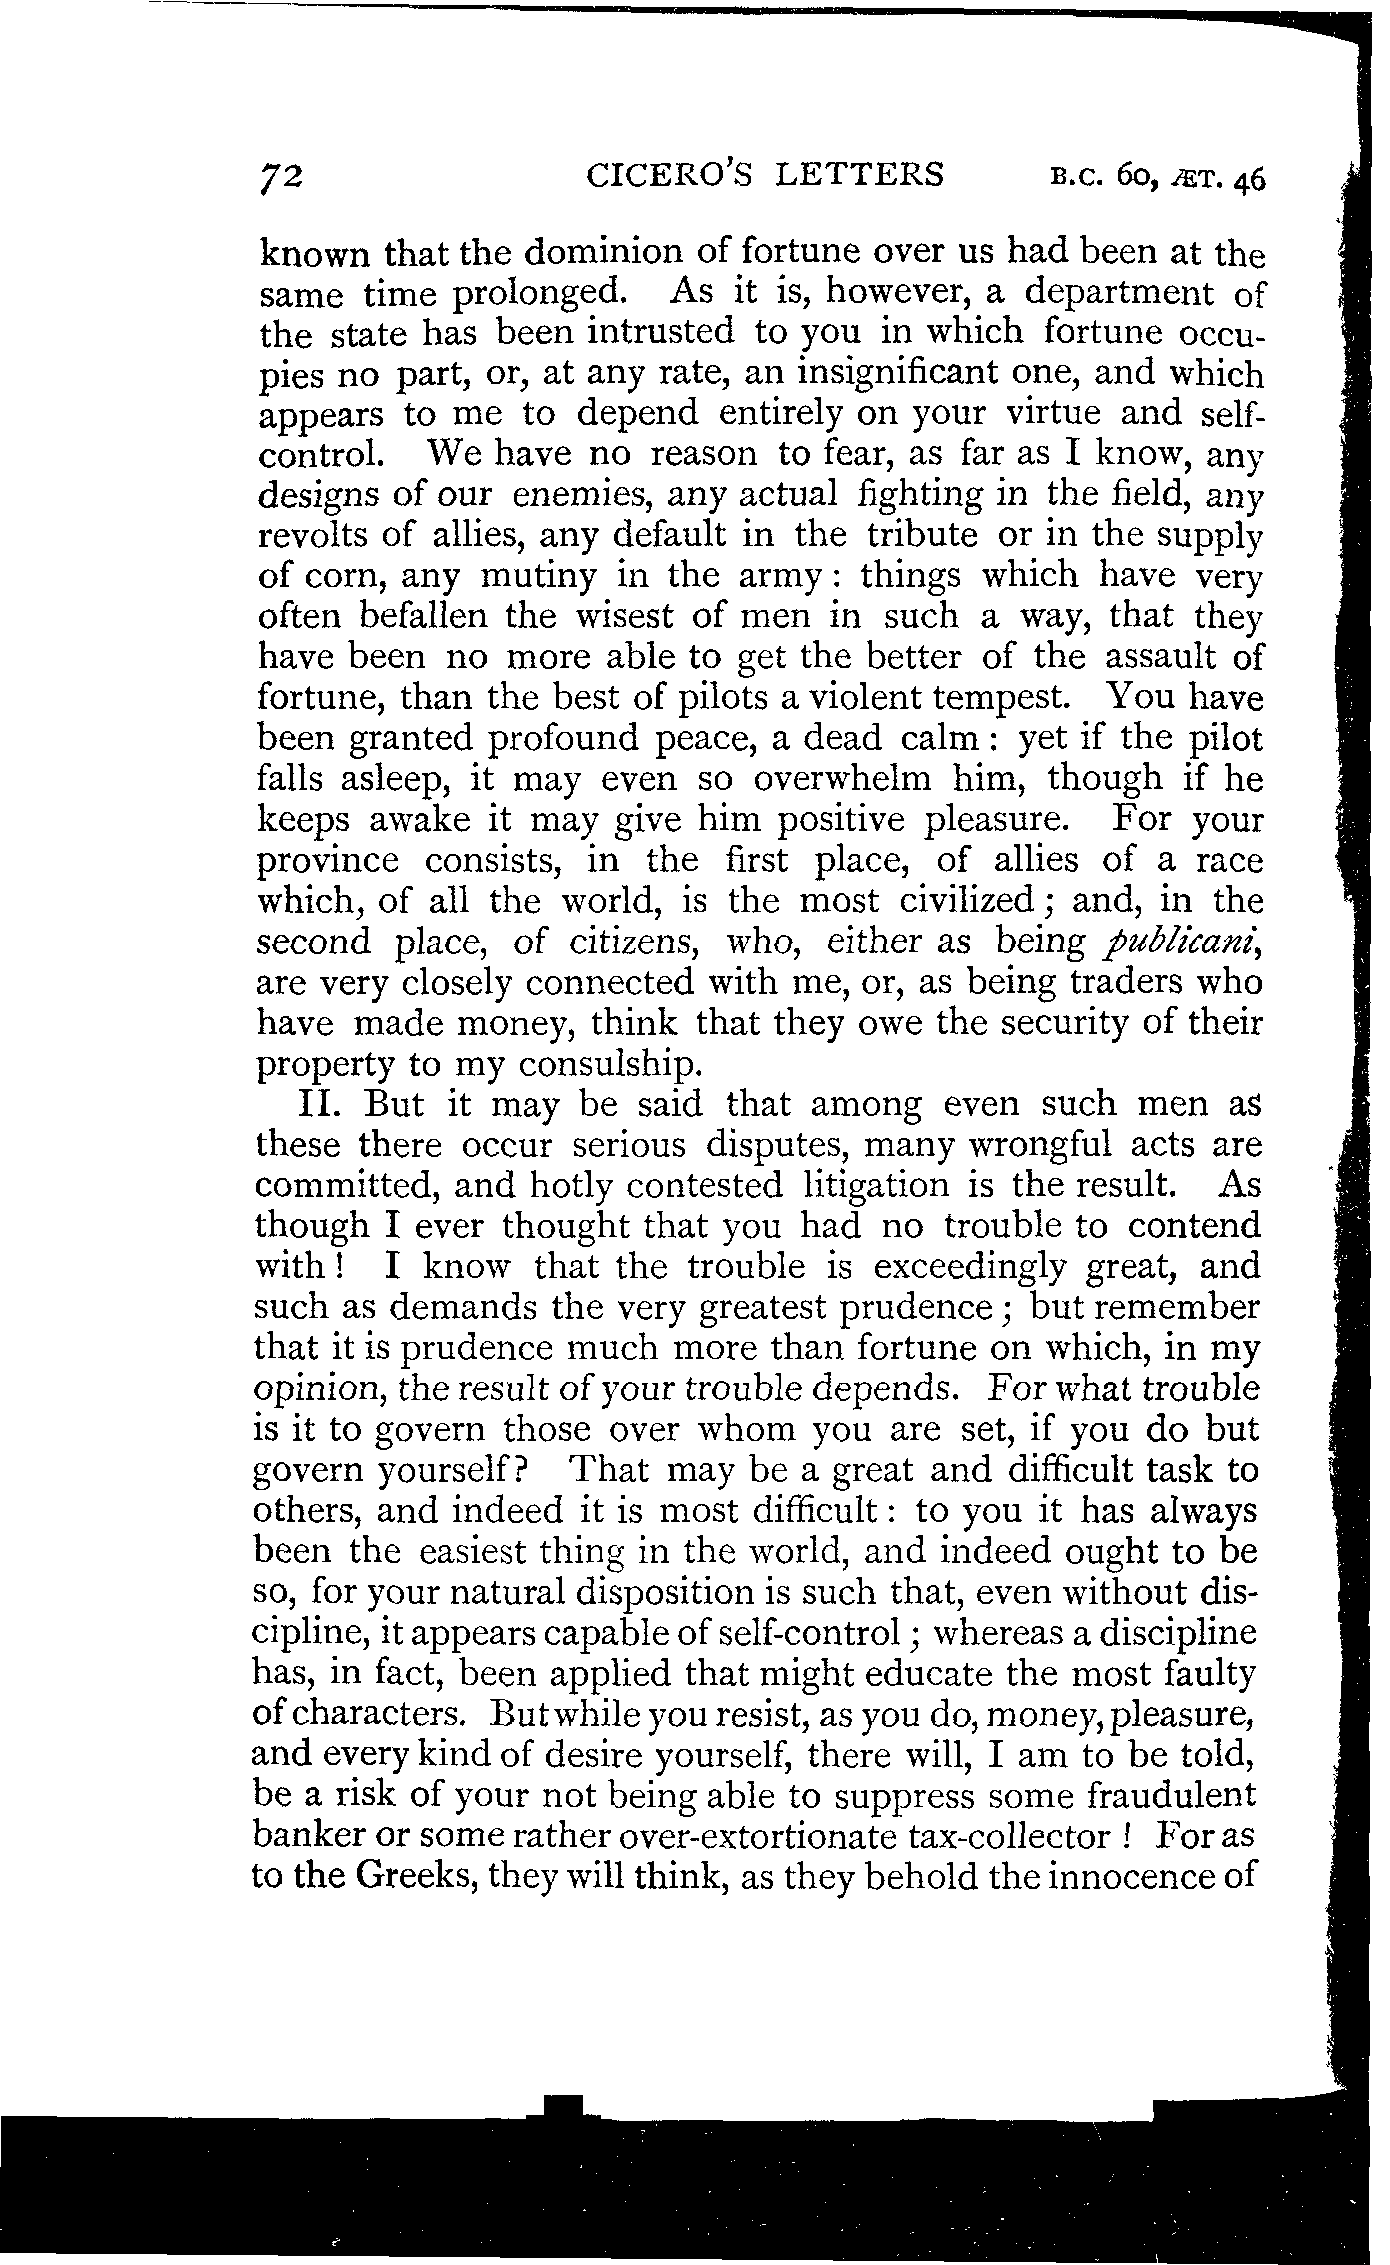 72 CICERO'S LETTERS B.C. 60, ÆT. 46
known that the dominion of fortune over us had been at the
same time prolonged. As it is, however, a department of
the state has been intrusted to you in which fortune occu-
pies no part, or, at any rate, an insignificant one, and which
appears to me to depend entirely on your virtue and self-
control. We have no reason to fear, as far as I know, any
designs of our enemies, any actual fighting in the field, any
revolts of allies, any default in the tribute or in the supply
of corn, any mutiny in the army : things which have very
often befallen the wisest of men in such a way, that they
have been no more able to get the better of the assault of
fortune, than the best of pilots a violent tempest. You have
been granted profound peace, a dead calm : yet if the pilot
falls asleep, it may even so overwhelm him, though if he
keeps awake it may give him positive pleasure. For your
province consists, in the first place, of allies of a race
which, of all the world, is the most civilized ; and, in the
second place, of citizens, who, either as being publicani,
are very closely connected with me, or, as being traders who
have made money, think that they owe the security of their
property to my consulship.
II. But it may be said that among even such men as
these there occur serious disputes, many wrongful acts are
committed, and hotly contested litigation is the result. As
though I ever thought that you had no trouble to contend
with ! I know that the trouble is exceedingly great, and
such as demands the very greatest prudence ; but remember
that it is prudence much more than fortune on which, in my
opinion, the result of your trouble depends. For what trouble
is it to govern those over whom you are set, if you do but
govern yourself? That may be a great and difficult task to
others, and indeed it is most difficult : to you it has always
been the easiest thing in the world, and indeed ought to be
so, for your natural disposition is such that, even without dis-
cipline, it appears capable of self-control ; whereas a discipline
has, in fact, been applied that might educate the most faulty
of characters. But while you resist, as you do, money, pleasure,
and every kind of desire yourself, there will, I am to be told,
be a risk of your not being able to suppress some fraudulent
banker or some rather over-extortionate tax-collector ! For as
to the Greeks, they will think, as they behold the innocence of